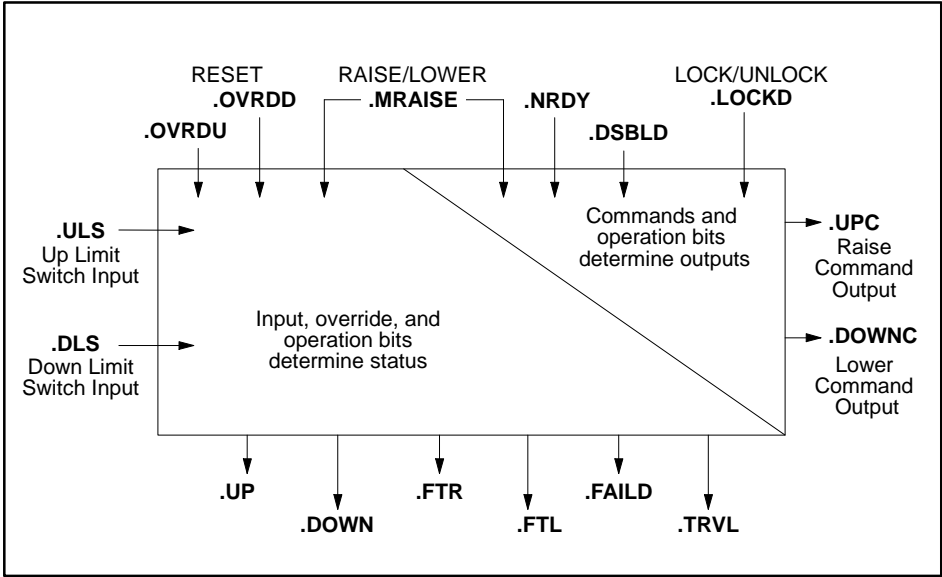 RESET
RAISE/LOWER
LOCK/UNLOCK
.OVRDD
.MRAISE
.NRDY
.LOCKD
.OVRDU
.DSBLD
.ULS
Up Limit
Switch Input
Commands and
operation bits
determine outputs
.UPC
Raise
Command
Output
.DLS
Down Limit
Switch Input
Input, override, and
operation bits
determine status
.DOWNC
Lower
Command
Output
.UP
.DOWN
.FTR
.FTL
.FAILD
.TRVL